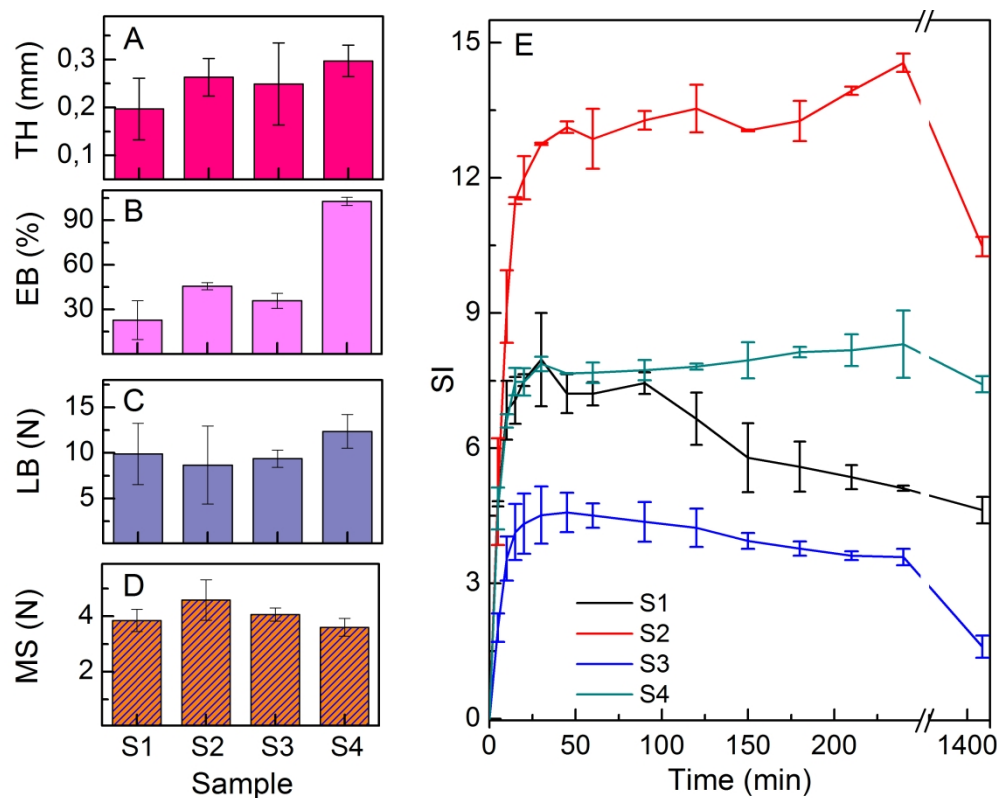 A
TH (mm)
0,3
0,2
0,1
B
EB (%)
90
60
30
C
LB (N)
15
10
5
D
MS (N)
4
2
S1 S2 S3 S4
Sample
E
SI
15
12
9
6
3
0
S1
S2
S3
S4
0 50 100 150 200 1400
Time (min)